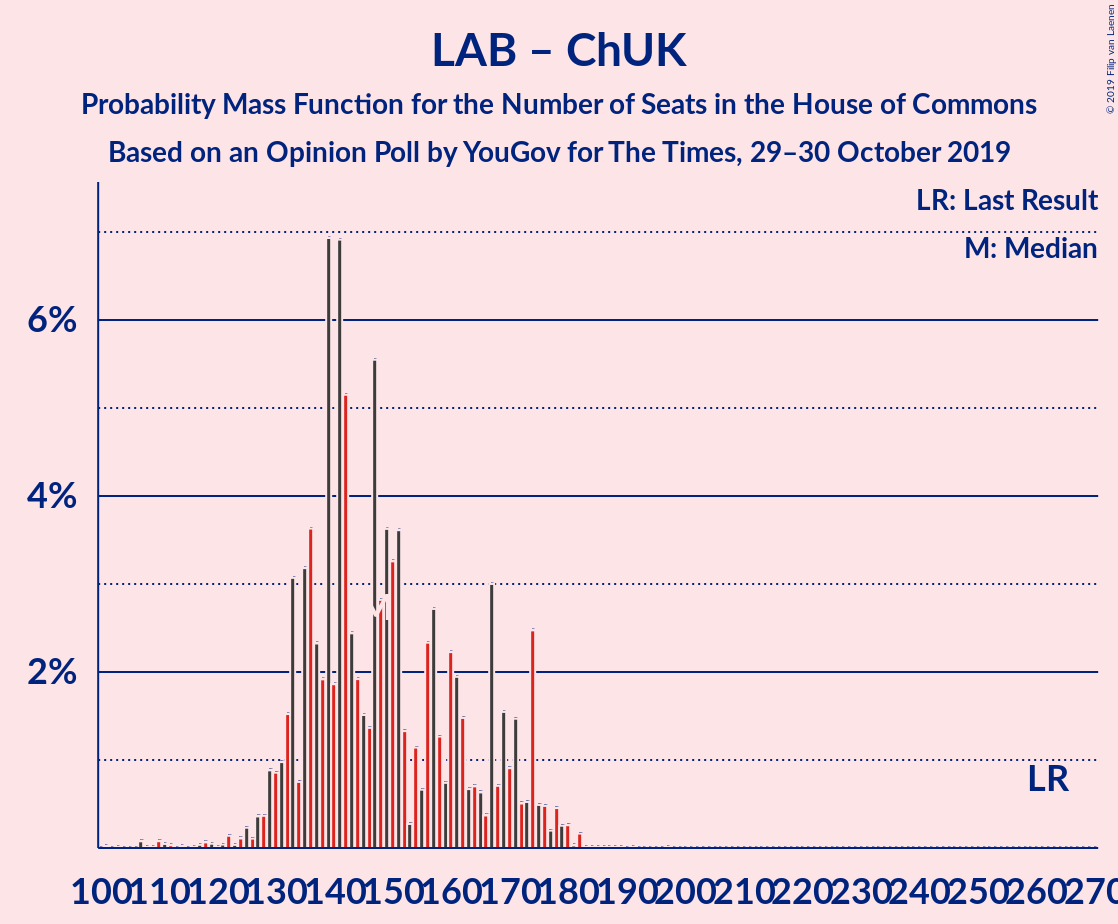 LAB – ChUK
Probability Mass Function for the Number of Seats in the House of Commons
Based on an Opinion Poll by YouGov for The Times, 29–30 October 2019
© 2019 Filip van Laenen
LR: Last Result
M: Median
6%
4%
2%
M
LR
100 110 120 130 140 150 160 170 180 190 200 210 220 230 240 250 260 270